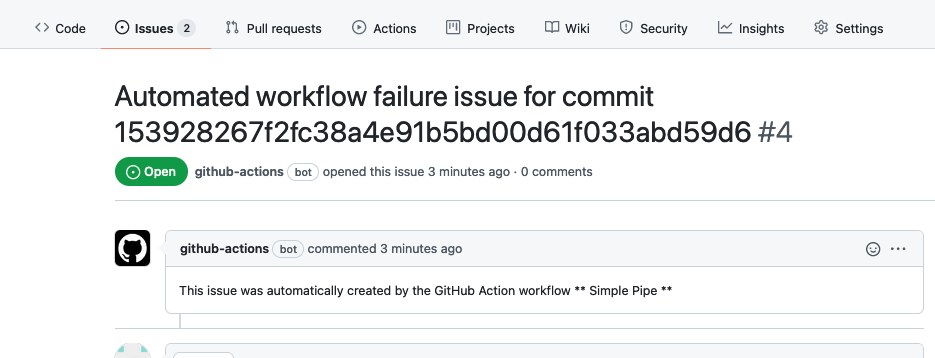 Code Issues 2 Pull requests Actions Projects Wiki Security Insights Settings
Automated workflow failure issue for commit
153928267f2fc38a4e91b5bd00d61f033abd59d6 #4
Open github-actions bot opened this issue 3 minutes ago · 0 comments
github-actions bot commented 3 minutes ago
This issue was automatically created by the GitHub Action workflow ** Simple Pipe **